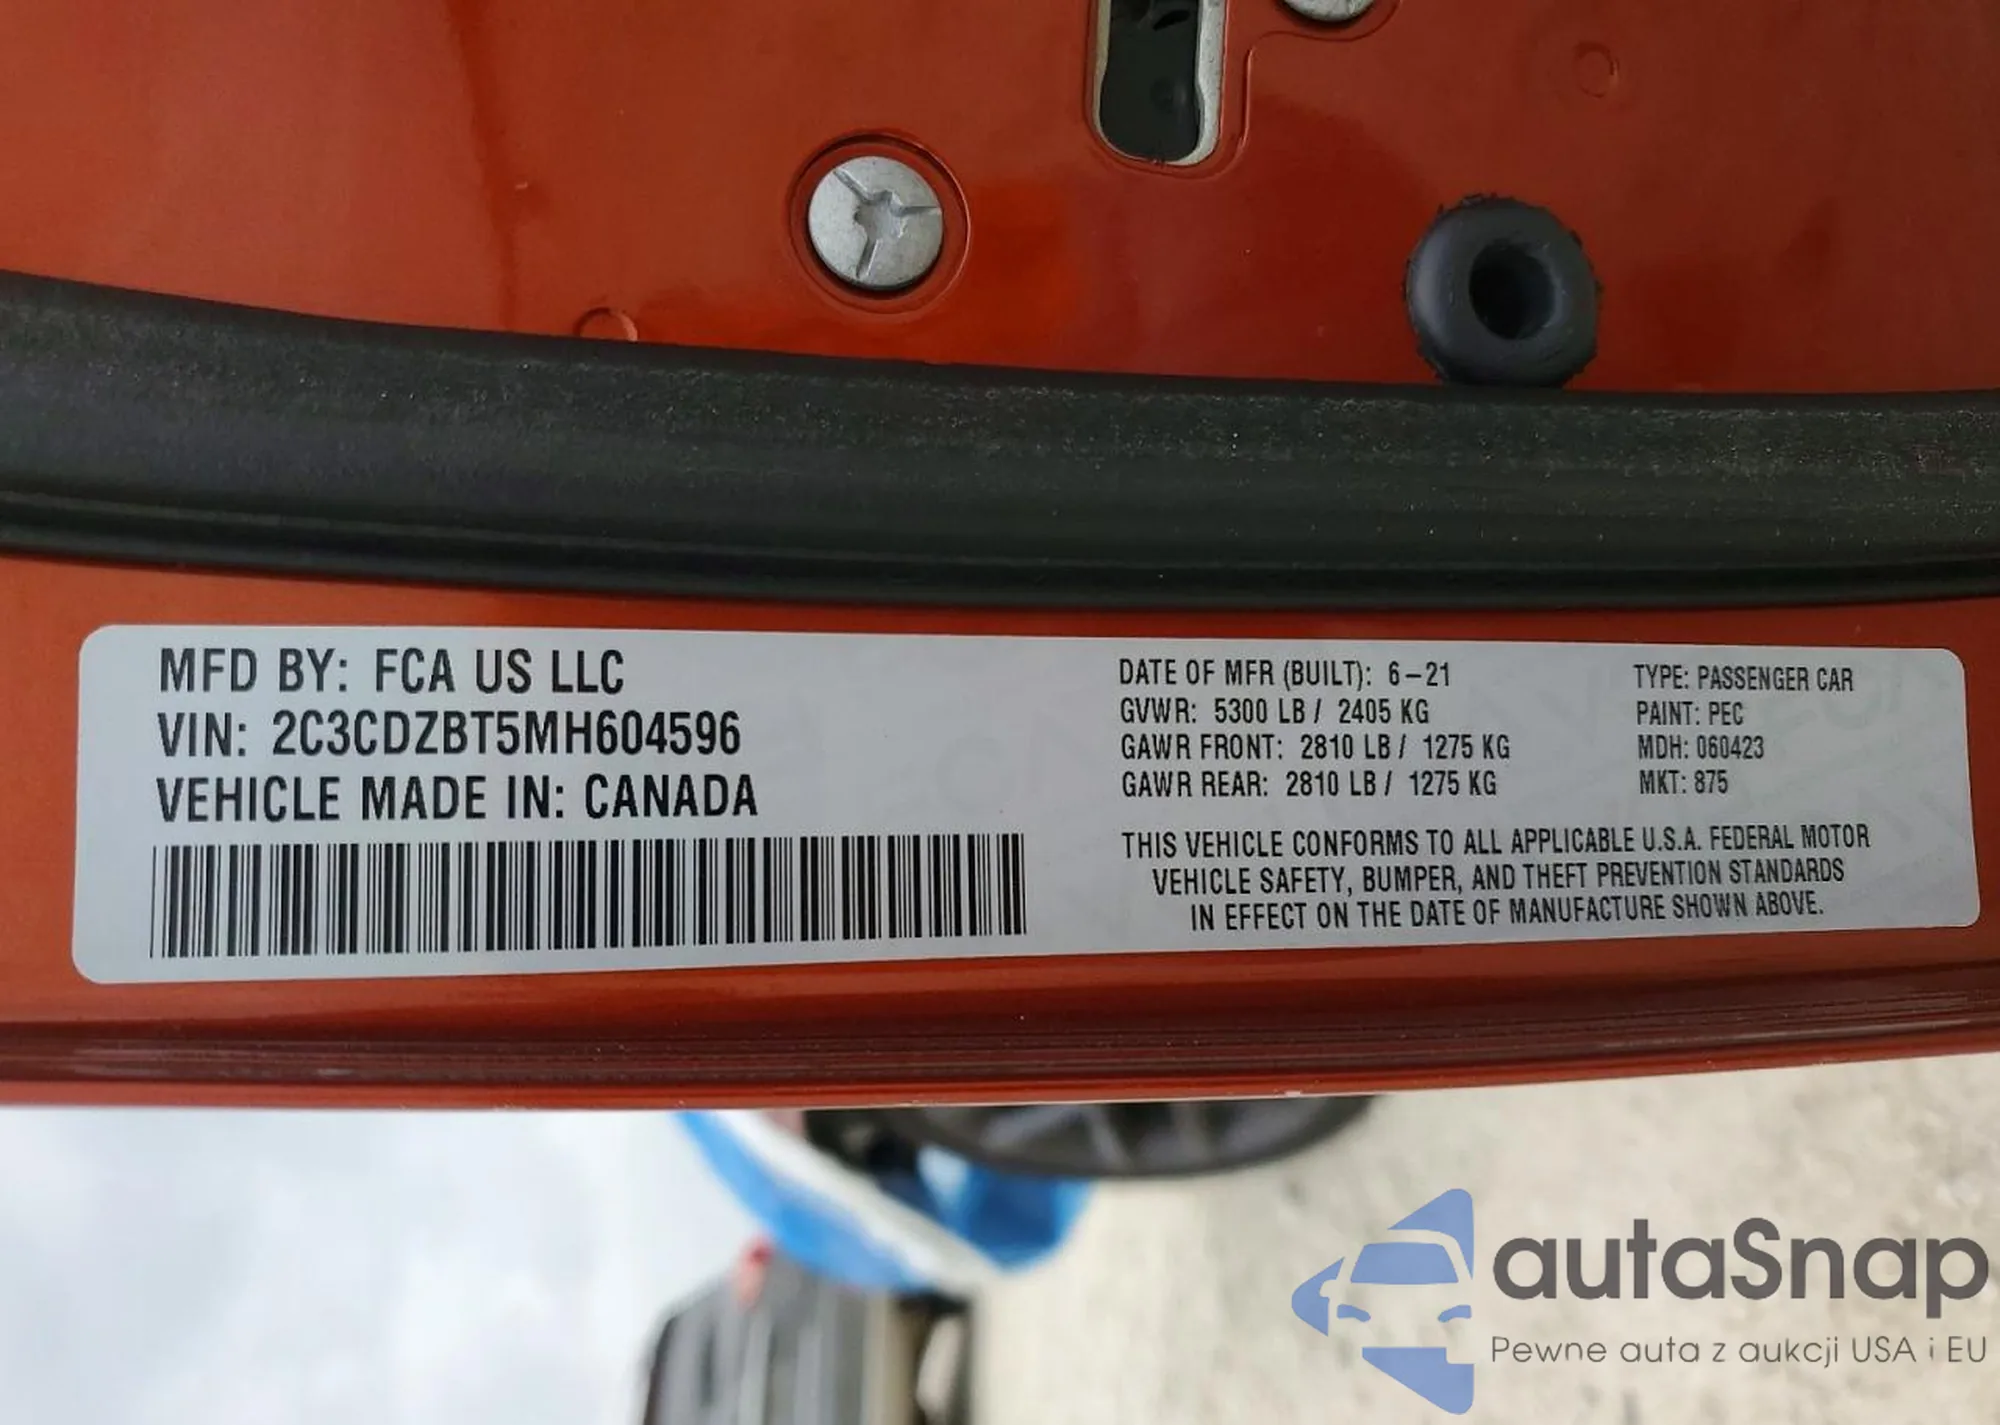 MFD BY: FCA US LLC
VIN: 2C3CDZBT5MH604596
VEHICLE MADE IN: CANADA
DATE OF MFR (BUILT): 6-21
GVWR: 5300 LB / 2405 KG
GAWR FRONT: 2810 LB / 1275 KG
GAWR REAR: 2810 LB / 1275 KG
TYPE: PASSENGER CAR
PAINT: PEC
MDH: 060423
MKT: 875
THIS VEHICLE CONFORMS TO ALL APPLICABLE U.S.A. FEDERAL MOTOR
VEHICLE SAFETY, BUMPER, AND THEFT PREVENTION STANDARDS
IN EFFECT ON THE DATE OF MANUFACTURE SHOWN ABOVE.
autaSnap
Pewne auta z aukcji USA i EU